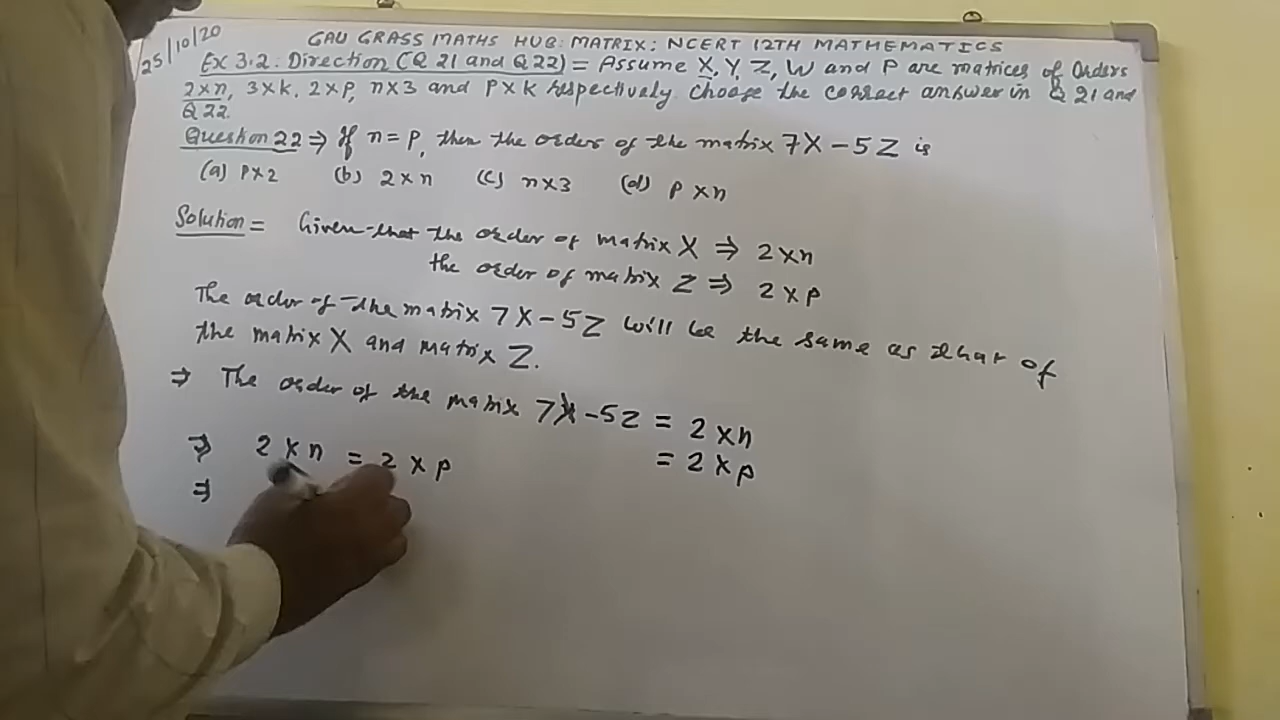 25/10/20
GAU GRASS MATHS HUB: MATRIX; NCERT 12TH MATHEMATICS
Ex 3.2: Direction (Q 21 and Q 22) = Assume X, Y, Z, W and P are matrices of Orders
2×n, 3×k, 2×p, n×3 and P×k respectively choose the correct answer in Q 21 and
Q 22.
Question 22 ⇒ If n = p, then the order of the matrix 7X - 5Z is
(a) P×2 (b) 2×n (c) n×3 (d) p×n
Solution = Given that the order of matrix X ⇒ 2×n
the order of matrix Z ⇒ 2×p
The order of the matrix 7X-5Z will be the same as that of
the matrix X and matrix Z.
⇒ The order of the matrix 7X-5Z = 2×n
= 2×p
⇒ 2×n = 2×p
⇒